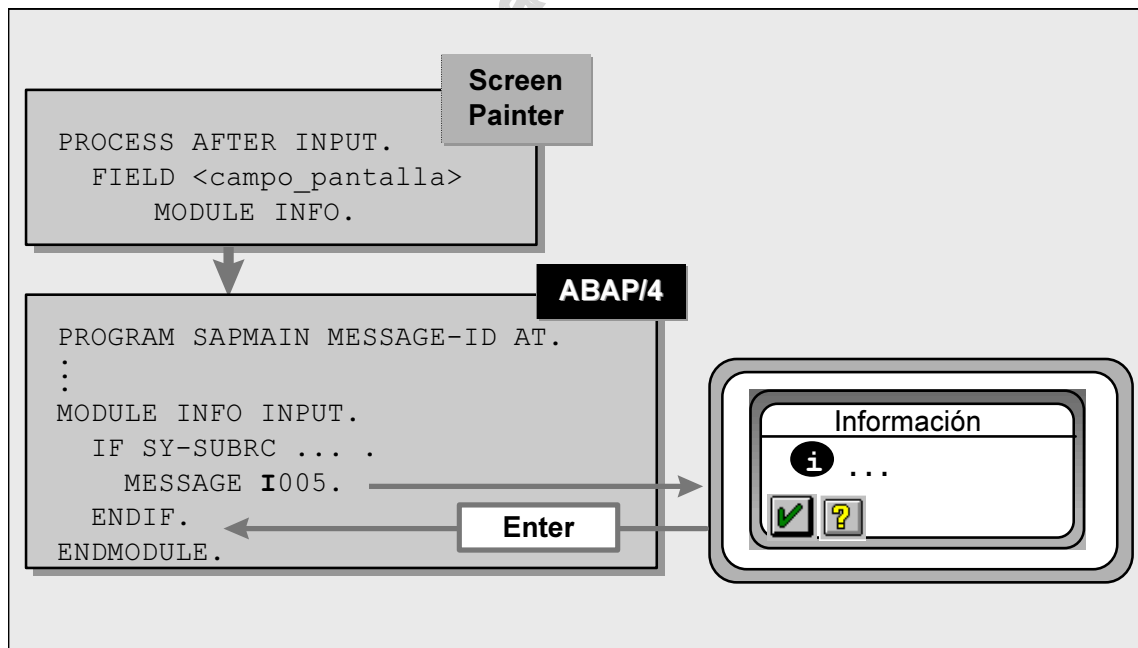 Screen
Painter
PROCESS AFTER INPUT.
FIELD <campo_pantalla>
MODULE INFO.
ABAP/4
PROGRAM SAPMAIN MESSAGE-ID AT.
:
MODULE INFO INPUT.
IF SY-SUBRC ... .
MESSAGE I005.
ENDIF.
ENDMODULE.
Enter
Información
i ...
?